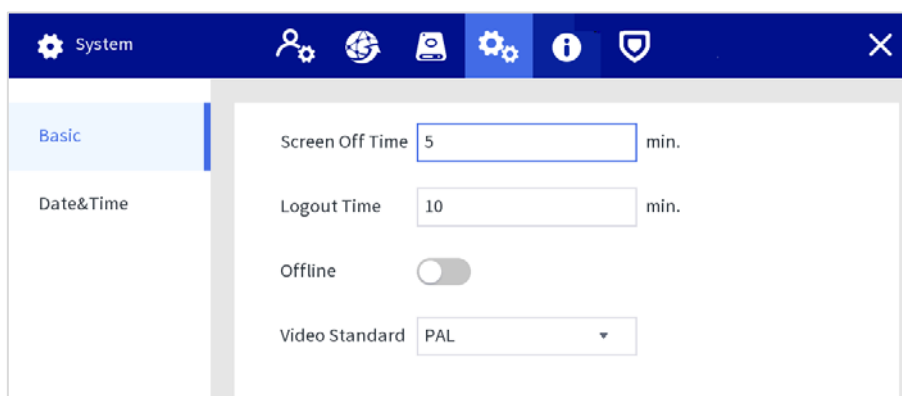 System
Basic
Date&Time
Screen Off Time 5 min.
Logout Time 10 min.
Offline
Video Standard PAL